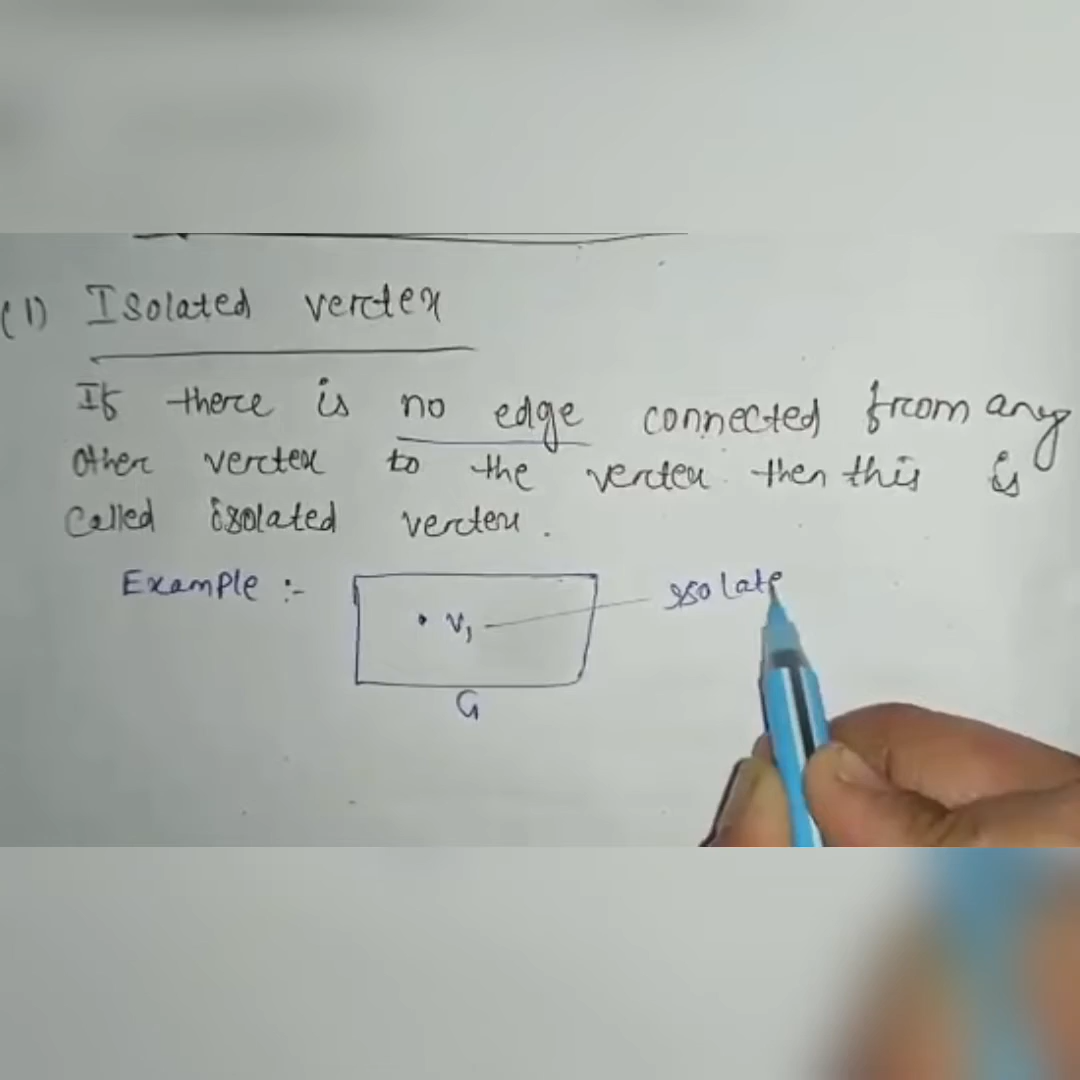 (1) Isolated vertex
If there is no edge connected from any
other vertex to the vertex then this is
called isolated vertex.
Example :-
V1
isolate
G